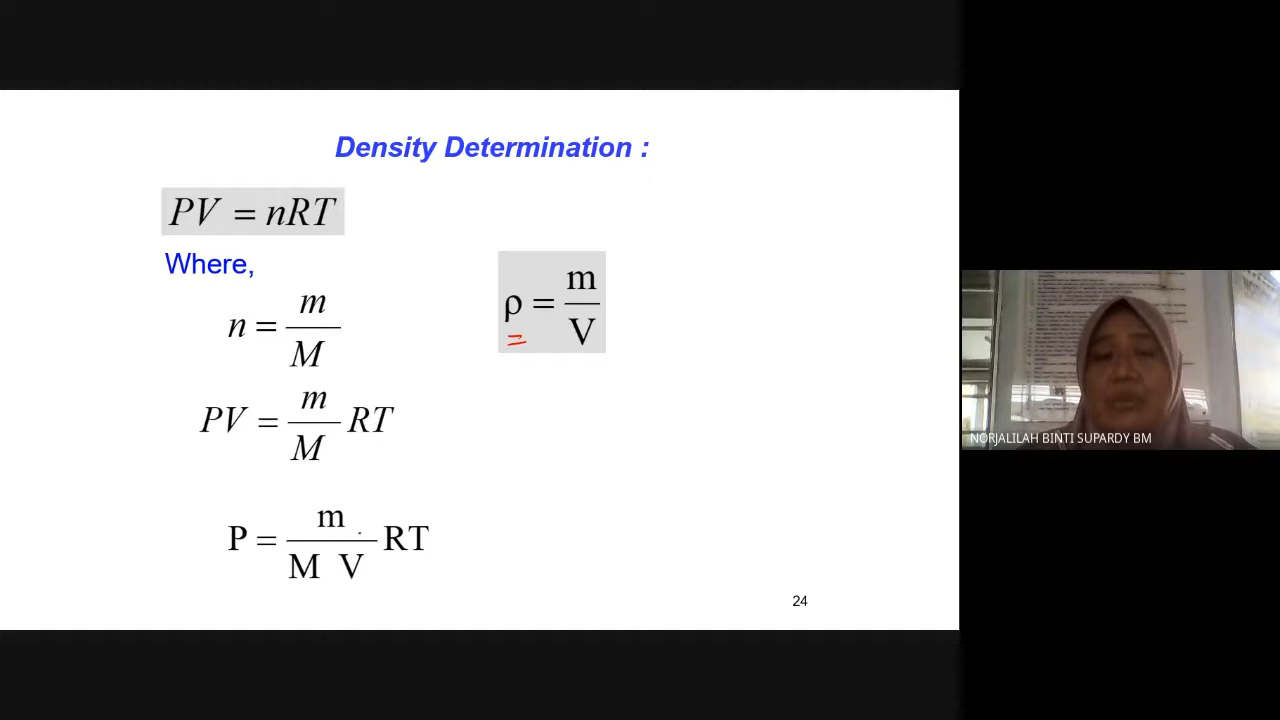 Density Determination :
PV = nRT
Where,
n = m/M
ρ = m/V
PV = m/M RT
P = m/M V RT
24
NORJALILAH BINTI SUPARDY BM